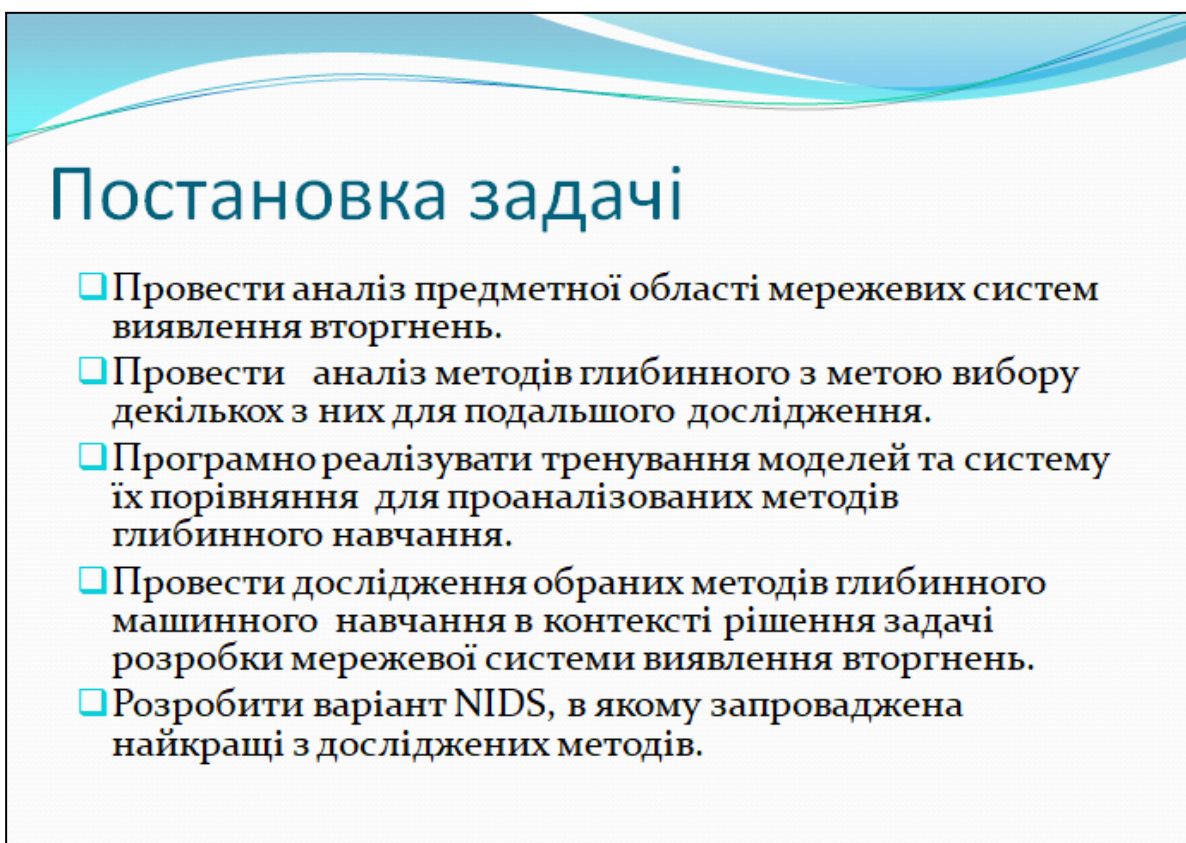 Постановка задачі
Провести аналіз предметної області мережевих систем
виявлення вторгнень.
Провести аналіз методів глибинного з метою вибору
декількох з них для подальшого дослідження.
Програмно реалізувати тренування моделей та систему
їх порівняння для проаналізованих методів
глибинного навчання.
Провести дослідження обраних методів глибинного
машинного навчання в контексті рішення задачі
розробки мережевої системи виявлення вторгнень.
Розробити варіант NIDS, в якому запроваджена
найкращі з досліджених методів.